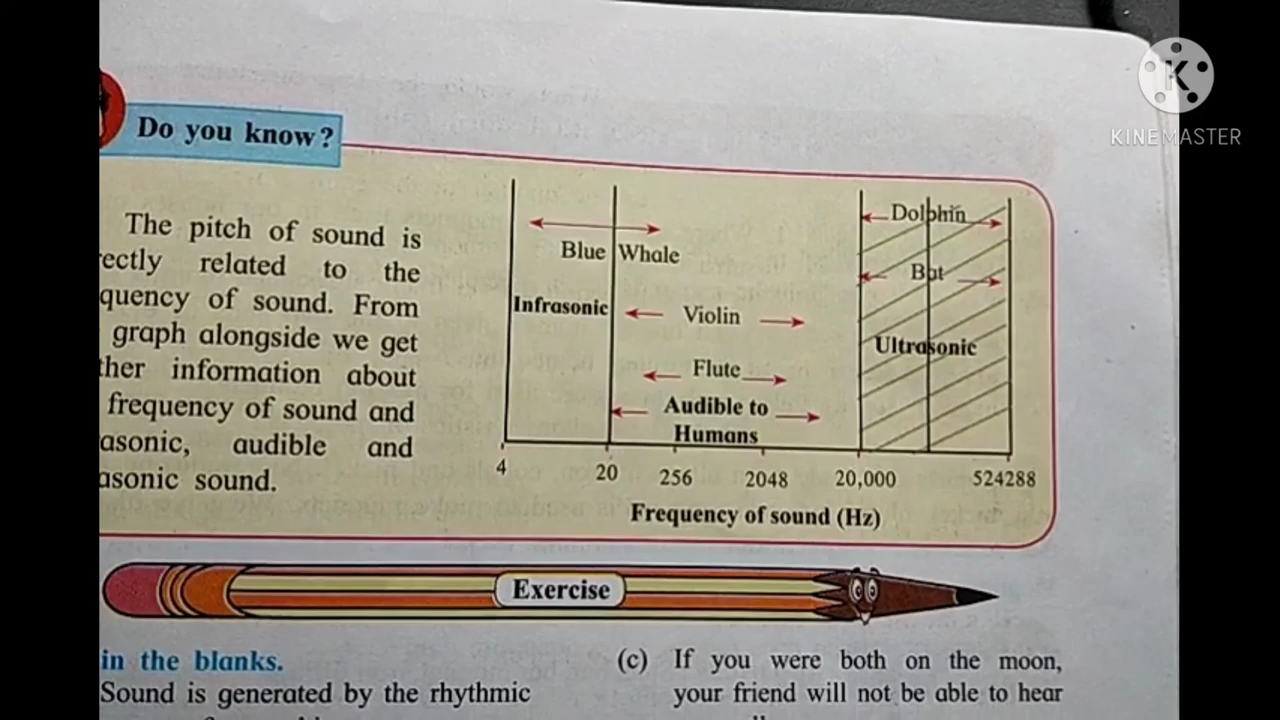 KINEMASTER
Do you know?
The pitch of sound is
rectly related to the
quency of sound. From
graph alongside we get
ther information about
frequency of sound and
asonic, audible and
asonic sound.
Dolphin
Blue Whale
Bat
Infrasonic
Violin
Ultrasonic
Flute
Audible to
Humans
4 20 256 2048 20,000 524288
Frequency of sound (Hz)
Exercise
in the blanks.
Sound is generated by the rhythmic
(c) If you were both on the moon,
your friend will not be able to hear